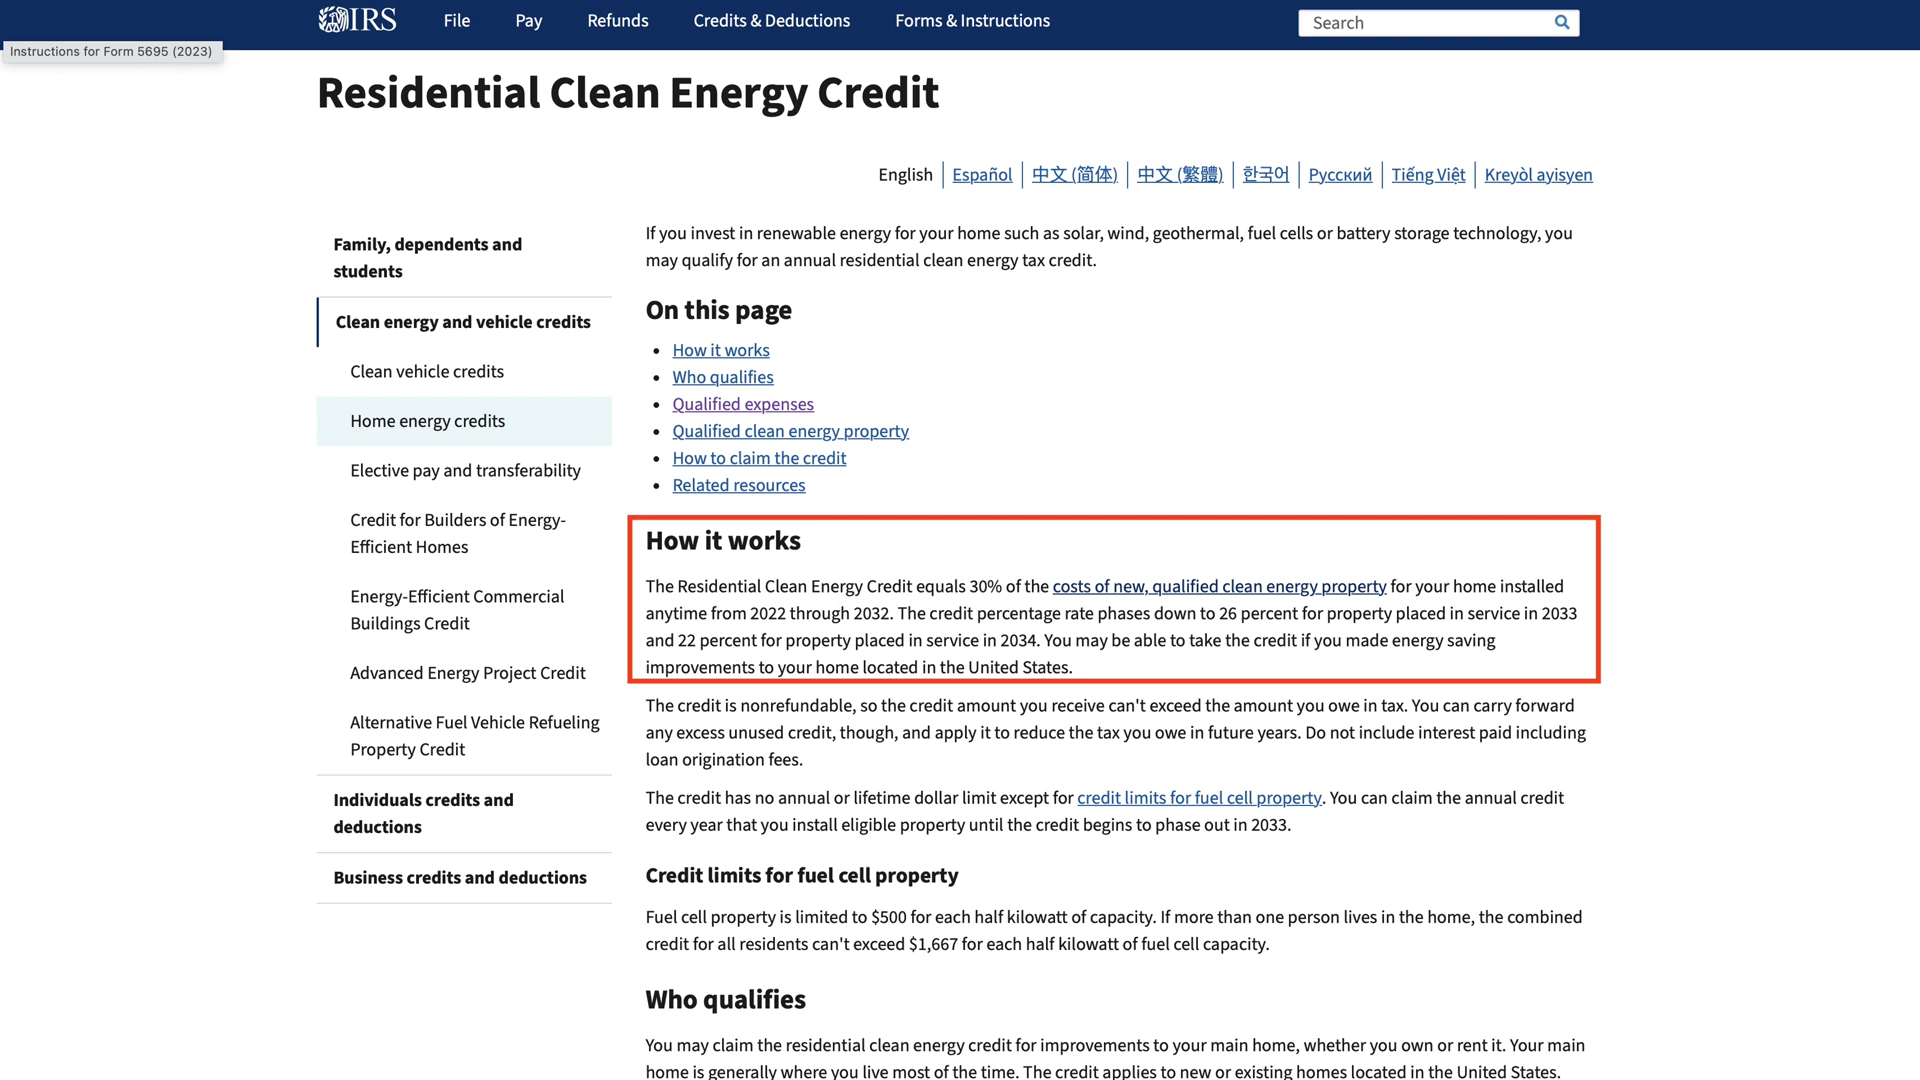 IRS File Pay Refunds Credits & Deductions Forms & Instructions Search
Instructions for Form 5695 (2023)
Residential Clean Energy Credit
English Español 中文 (简体) 中文 (繁體) 한국어 Русский Tiếng Việt Kreyòl ayisyen
Family, dependents and
students
Clean energy and vehicle credits
Clean vehicle credits
Home energy credits
Elective pay and transferability
Credit for Builders of Energy-
Efficient Homes
Energy-Efficient Commercial
Buildings Credit
Advanced Energy Project Credit
Alternative Fuel Vehicle Refueling
Property Credit
Individuals credits and
deductions
Business credits and deductions
If you invest in renewable energy for your home such as solar, wind, geothermal, fuel cells or battery storage technology, you
may qualify for an annual residential clean energy tax credit.
On this page
How it works
Who qualifies
Qualified expenses
Qualified clean energy property
How to claim the credit
Related resources
How it works
The Residential Clean Energy Credit equals 30% of the costs of new, qualified clean energy property for your home installed
anytime from 2022 through 2032. The credit percentage rate phases down to 26 percent for property placed in service in 2033
and 22 percent for property placed in service in 2034. You may be able to take the credit if you made energy saving
improvements to your home located in the United States.
The credit is nonrefundable, so the credit amount you receive can't exceed the amount you owe in tax. You can carry forward
any excess unused credit, though, and apply it to reduce the tax you owe in future years. Do not include interest paid including
loan origination fees.
The credit has no annual or lifetime dollar limit except for credit limits for fuel cell property. You can claim the annual credit
every year that you install eligible property until the credit begins to phase out in 2033.
Credit limits for fuel cell property
Fuel cell property is limited to $500 for each half kilowatt of capacity. If more than one person lives in the home, the combined
credit for all residents can't exceed $1,667 for each half kilowatt of fuel cell capacity.
Who qualifies
You may claim the residential clean energy credit for improvements to your main home, whether you own or rent it. Your main
home is generally where you live most of the time. The credit applies to new or existing homes located in the United States.